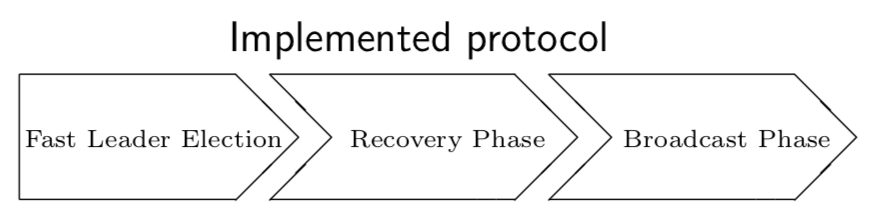 Implemented protocol
Fast Leader Election
Recovery Phase
Broadcast Phase